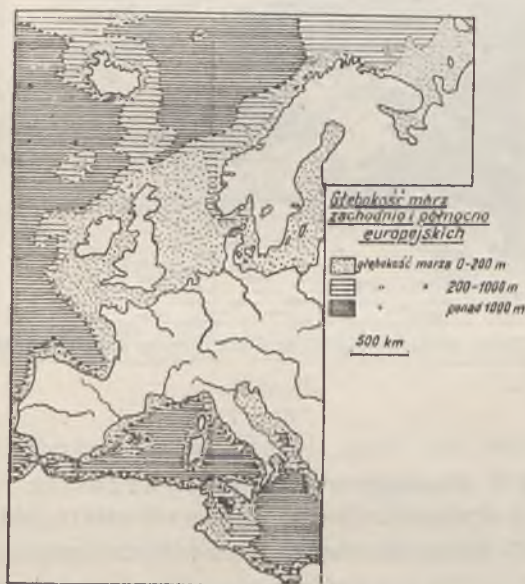 Głębokość mórz
zachodnio i północno
europejskich
głębokość morza 0-200 m
" " 200-1000 m
" ponad 1000 m
500 km